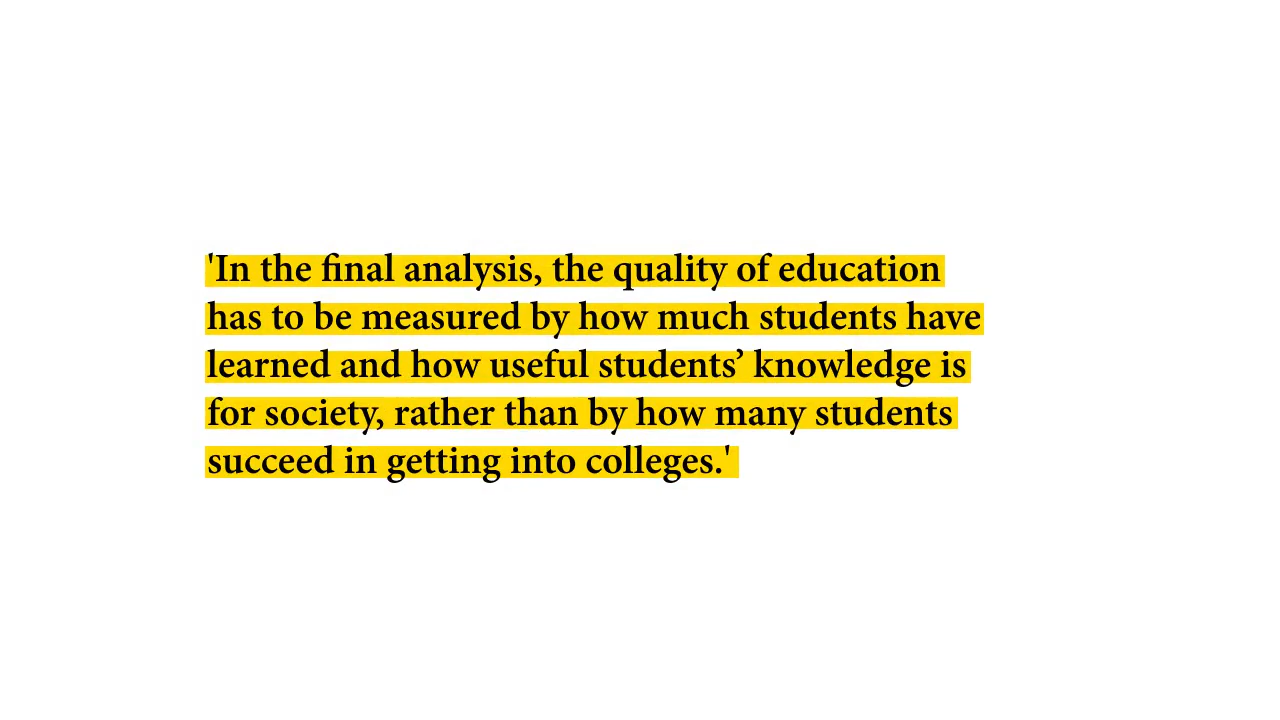 'In the final analysis, the quality of education
has to be measured by how much students have
learned and how useful students’ knowledge is
for society, rather than by how many students
succeed in getting into colleges.'